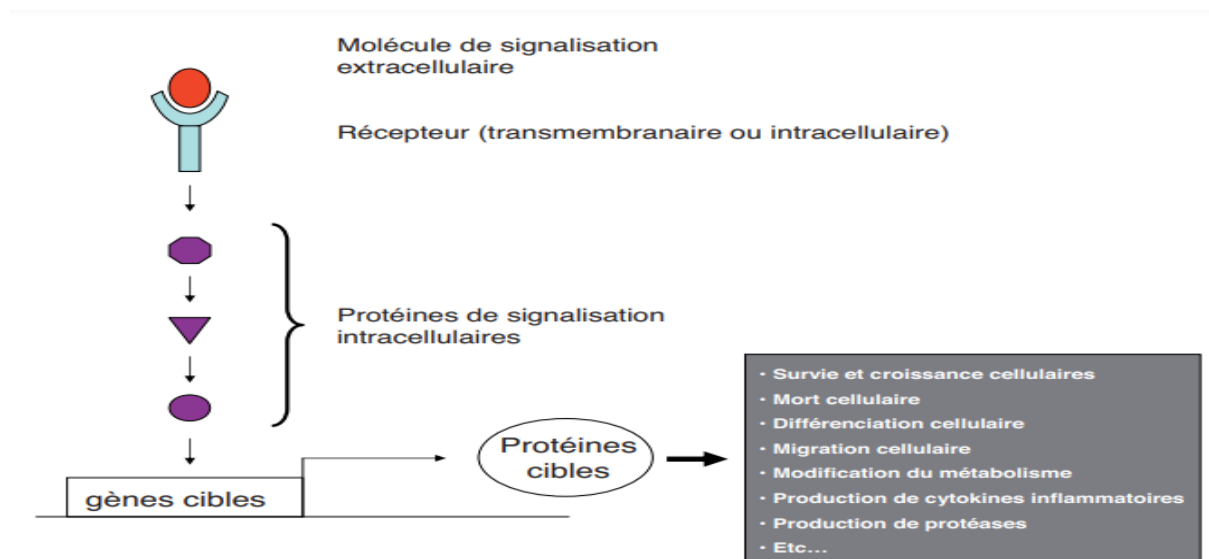 Molécule de signalisation
extracellulaire
Récepteur (transmembranaire ou intracellulaire)
Protéines de signalisation
intracellulaires
gènes cibles
Protéines
cibles
· Survie et croissance cellulaires
· Mort cellulaire
· Différenciation cellulaire
· Migration cellulaire
· Modification du métabolisme
· Production de cytokines inflammatoires
· Production de protéases
· Etc...